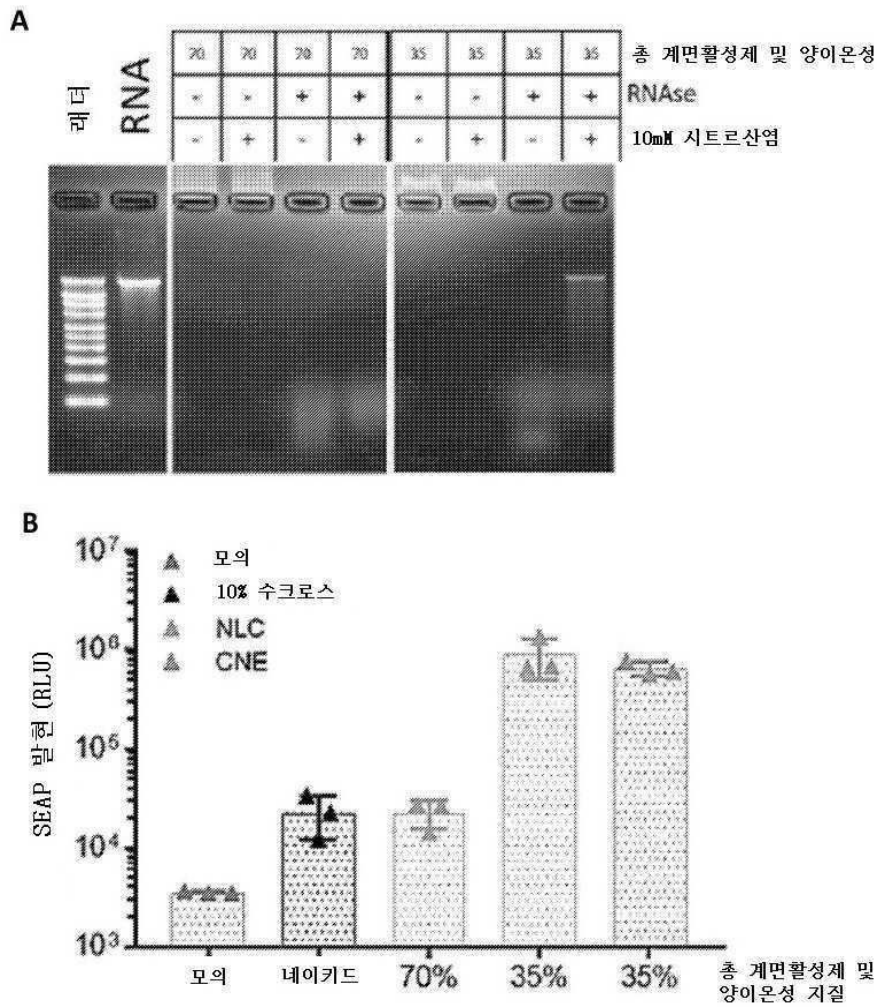 A
래더
RNA
70 70 70 70 35 35 35 35 총 계면활성제 및 양이온성
- - + + - - + + RNAse
- + - + - + - + 10mM 시트르산염
B
10⁷
10⁶
10⁵
10⁴
10³
SEAP 발현 (RLU)
모의
10% 수크로스
NLC
CNE
모의 네이키드 70% 35% 35% 총 계면활성제 및
양이온성 지질